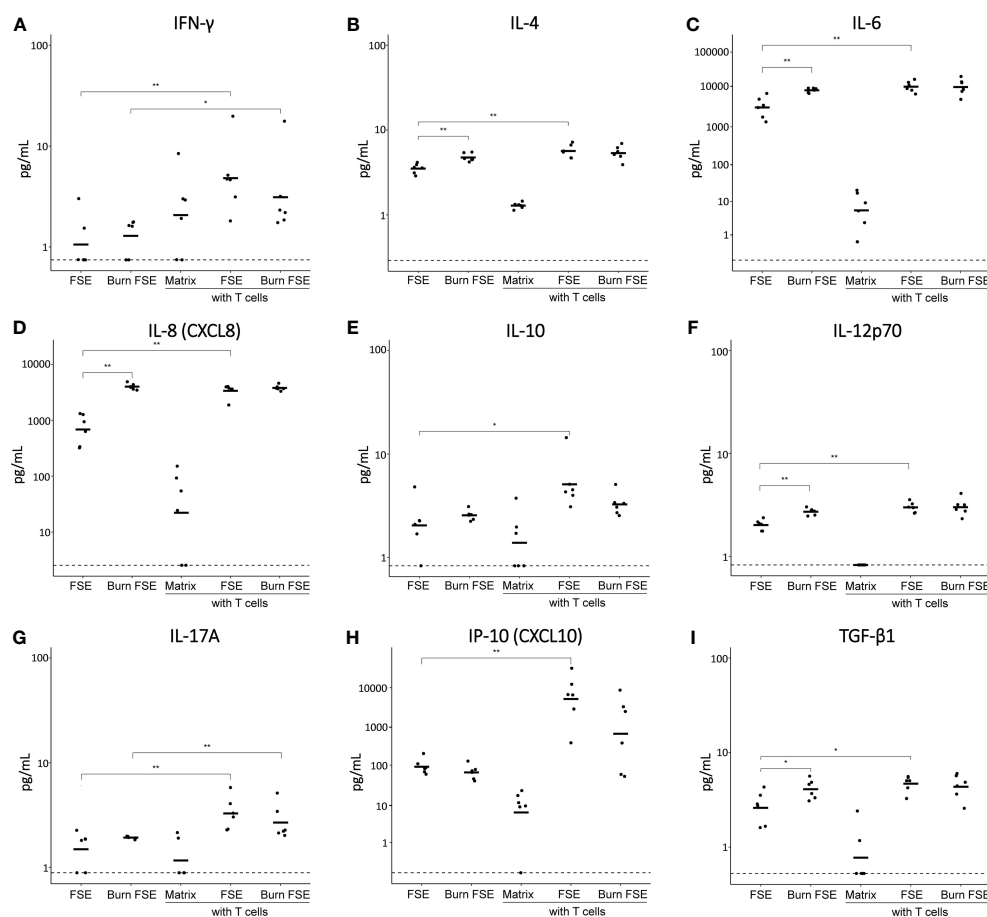 A IFN-γ
100
10
1
pg/mL
**
*
FSE Burn FSE Matrix FSE Burn FSE
with T cells
B IL-4
100
10
1
pg/mL
**
**
FSE Burn FSE Matrix FSE Burn FSE
with T cells
C IL-6
100000
10000
1000
100
10
1
pg/mL
**
**
FSE Burn FSE Matrix FSE Burn FSE
with T cells
D IL-8 (CXCL8)
10000
1000
100
10
pg/mL
**
**
FSE Burn FSE Matrix FSE Burn FSE
with T cells
E IL-10
100
10
1
pg/mL
*
FSE Burn FSE Matrix FSE Burn FSE
with T cells
F IL-12p70
100
10
1
pg/mL
**
**
FSE Burn FSE Matrix FSE Burn FSE
with T cells
G IL-17A
100
10
1
pg/mL
**
**
FSE Burn FSE Matrix FSE Burn FSE
with T cells
H IP-10 (CXCL10)
10000
1000
100
10
1
pg/mL
**
FSE Burn FSE Matrix FSE Burn FSE
with T cells
I TGF-β1
100
10
1
pg/mL
*
*
FSE Burn FSE Matrix FSE Burn FSE
with T cells